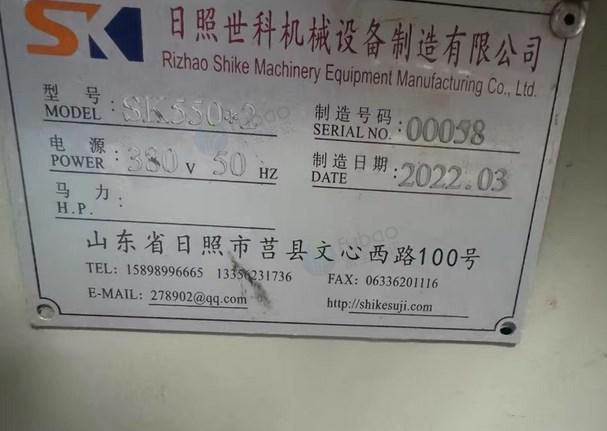 SK 日照世科机械设备制造有限公司
Rizhao Shike Machinery Equipment Manufacturing Co., Ltd.
型号: SK550*2
MODEL
制造号码: 00058
SERIAL NO.
电源: 380 V 50 HZ
POWER
制造日期: 2022.03
DATE
马力:
H.P.
山东省日照市莒县文心西路100号
TEL: 15898996665 13356231736 FAX: 06336201116
E-MAIL: 278902@qq.com http://shikesuji.com
Fubao